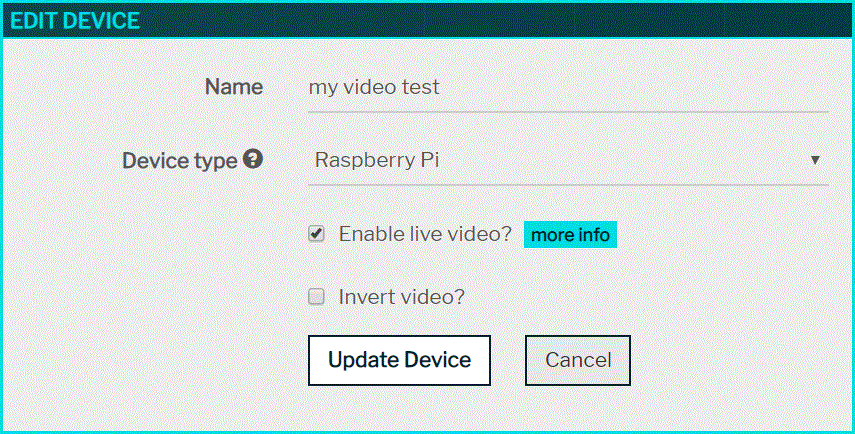 EDIT DEVICE
Name my video test
Device type ? Raspberry Pi
Enable live video? more info
Invert video?
Update Device Cancel